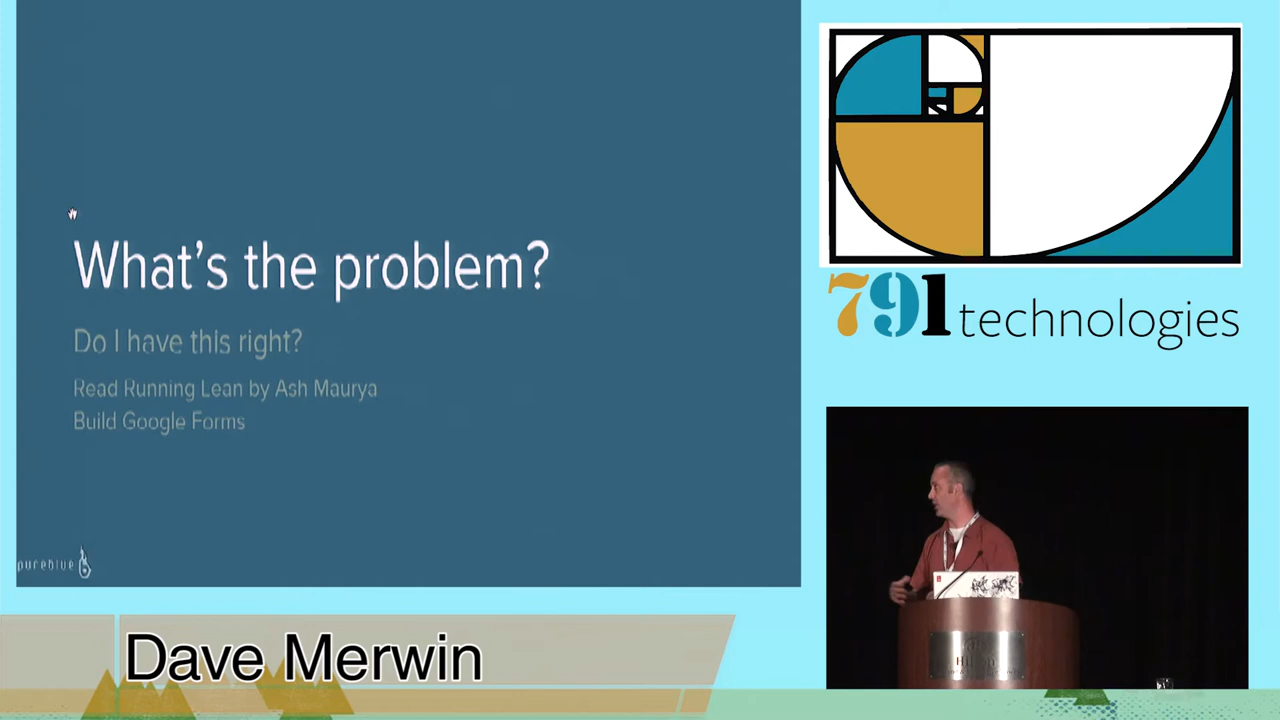 What's the problem?
Do I have this right?
Read Running Lean by Ash Maurya
Build Google Forms
pureblue
791 technologies
Dave Merwin